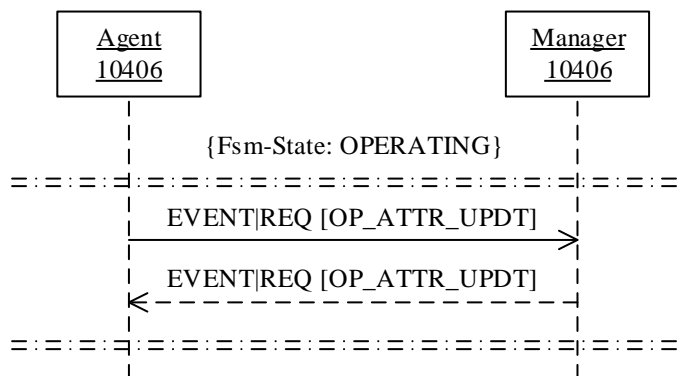 Agent
10406
Manager
10406
{Fsm-State: OPERATING}
EVENT|REQ [OP_ATTR_UPDT]
EVENT|REQ [OP_ATTR_UPDT]